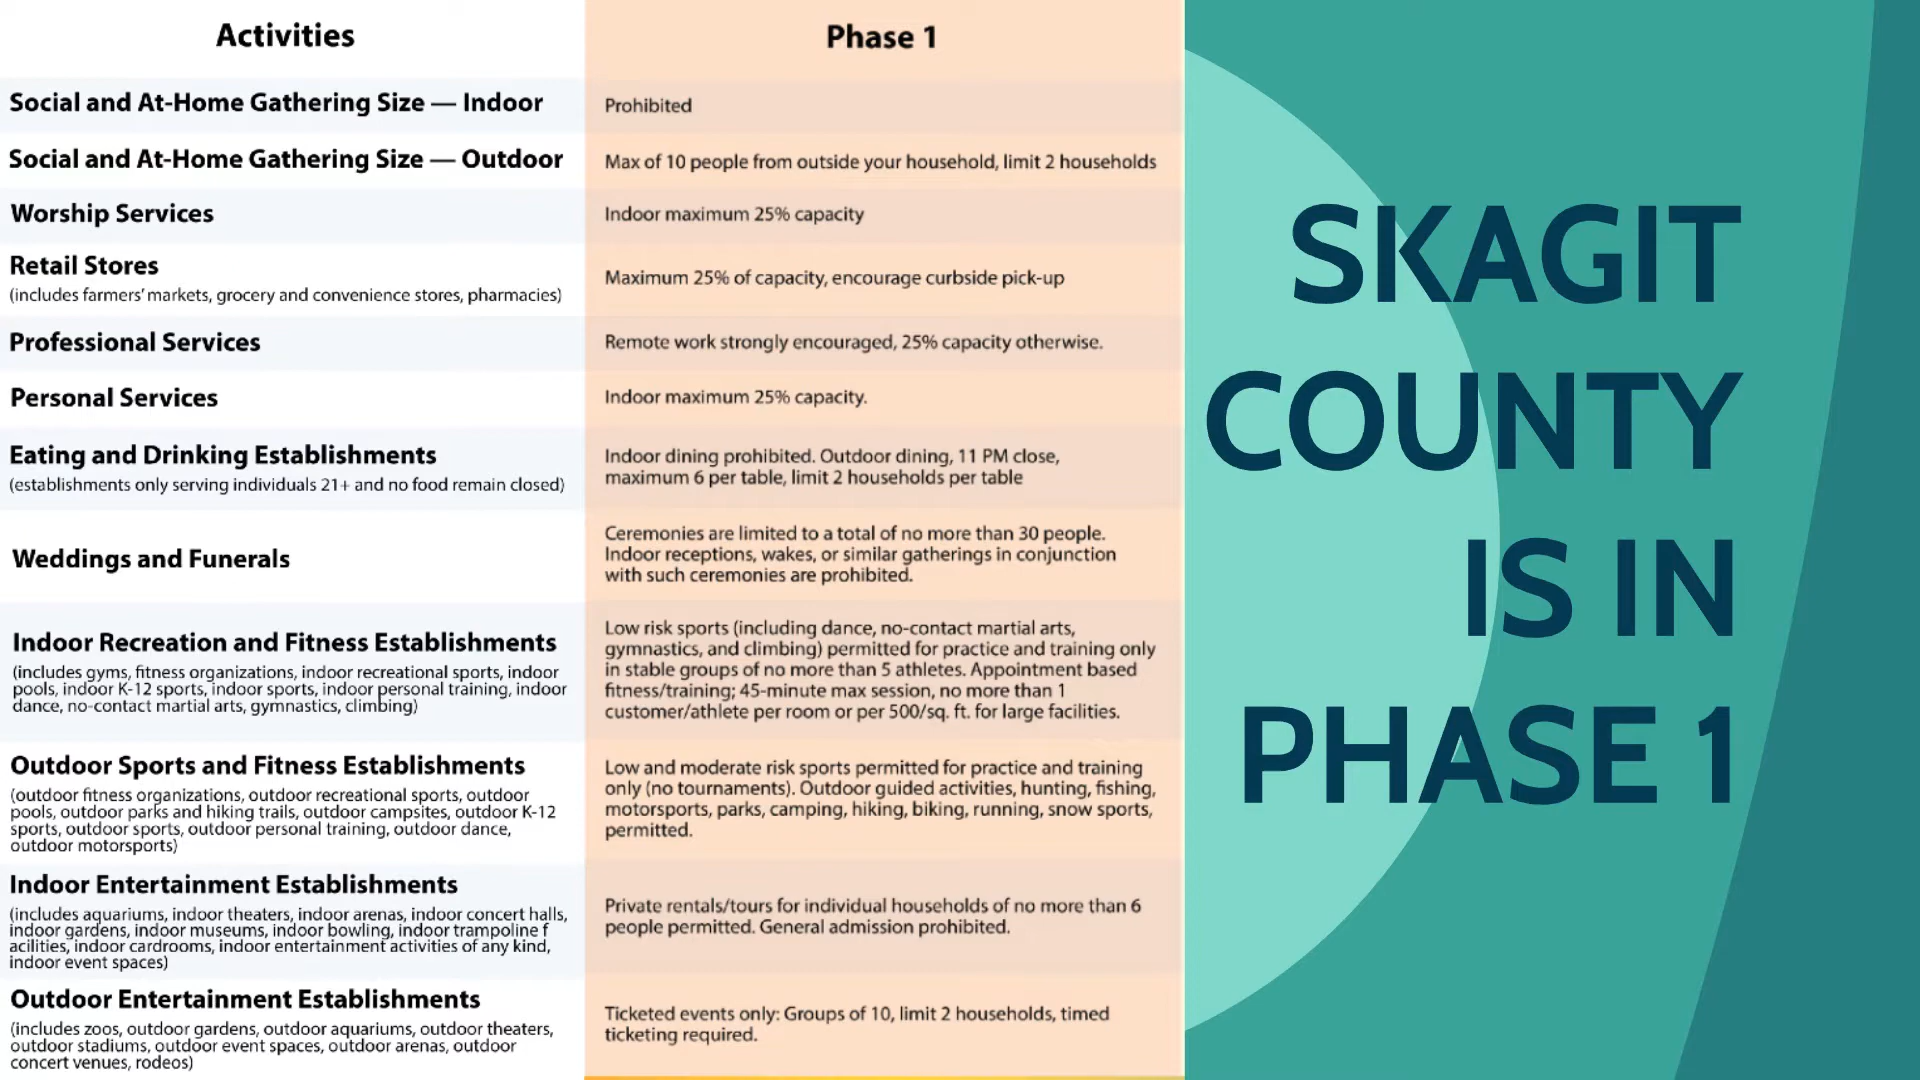 Activities
Phase 1
Social and At-Home Gathering Size — Indoor
Prohibited
Social and At-Home Gathering Size — Outdoor
Max of 10 people from outside your household, limit 2 households
Worship Services
Indoor maximum 25% capacity
Retail Stores
(includes farmers' markets, grocery and convenience stores, pharmacies)
Maximum 25% of capacity, encourage curbside pick-up
Professional Services
Remote work strongly encouraged, 25% capacity otherwise.
Personal Services
Indoor maximum 25% capacity.
Eating and Drinking Establishments
(establishments only serving individuals 21+ and no food remain closed)
Indoor dining prohibited. Outdoor dining, 11 PM close,
maximum 6 per table, limit 2 households per table
Weddings and Funerals
Ceremonies are limited to a total of no more than 30 people.
Indoor receptions, wakes, or similar gatherings in conjunction
with such ceremonies are prohibited.
Indoor Recreation and Fitness Establishments
(includes gyms, fitness organizations, indoor recreational sports, indoor
pools, indoor K-12 sports, indoor sports, indoor personal training, indoor
dance, no-contact martial arts, gymnastics, climbing)
Low risk sports (including dance, no-contact martial arts,
gymnastics, and climbing) permitted for practice and training only
in stable groups of no more than 5 athletes. Appointment based
fitness/training; 45-minute max session, no more than 1
customer/athlete per room or per 500/sq. ft. for large facilities.
Outdoor Sports and Fitness Establishments
(outdoor fitness organizations, outdoor recreational sports, outdoor
pools, outdoor parks and hiking trails, outdoor campsites, outdoor K-12
sports, outdoor sports, outdoor personal training, outdoor dance,
outdoor motorsports)
Low and moderate risk sports permitted for practice and training
only (no tournaments). Outdoor guided activities, hunting, fishing,
motorsports, parks, camping, hiking, biking, running, snow sports,
permitted.
Indoor Entertainment Establishments
(includes aquariums, indoor theaters, indoor arenas, indoor concert halls,
indoor gardens, indoor museums, indoor bowling, indoor trampoline f
acilities, indoor cardrooms, indoor entertainment activities of any kind,
indoor event spaces)
Private rentals/tours for individual households of no more than 6
people permitted. General admission prohibited.
Outdoor Entertainment Establishments
(includes zoos, outdoor gardens, outdoor aquariums, outdoor theaters,
outdoor stadiums, outdoor event spaces, outdoor arenas, outdoor
concert venues, rodeos)
Ticketed events only: Groups of 10, limit 2 households, timed
ticketing required.
SKAGIT
COUNTY
IS IN
PHASE 1